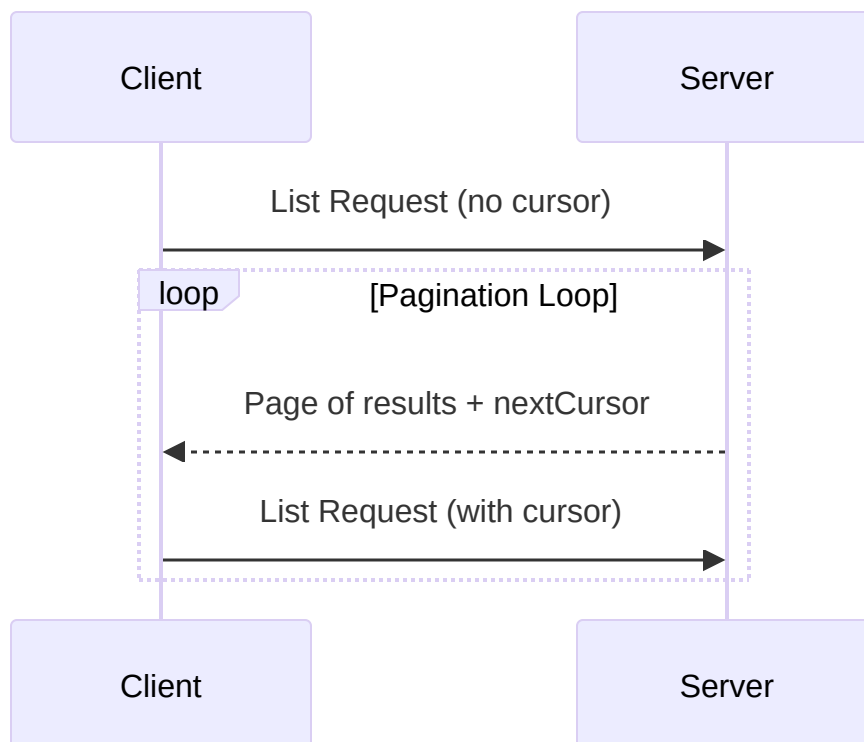 Client
Server
List Request (no cursor)
loop
[Pagination Loop]
Page of results + nextCursor
List Request (with cursor)
Client
Server